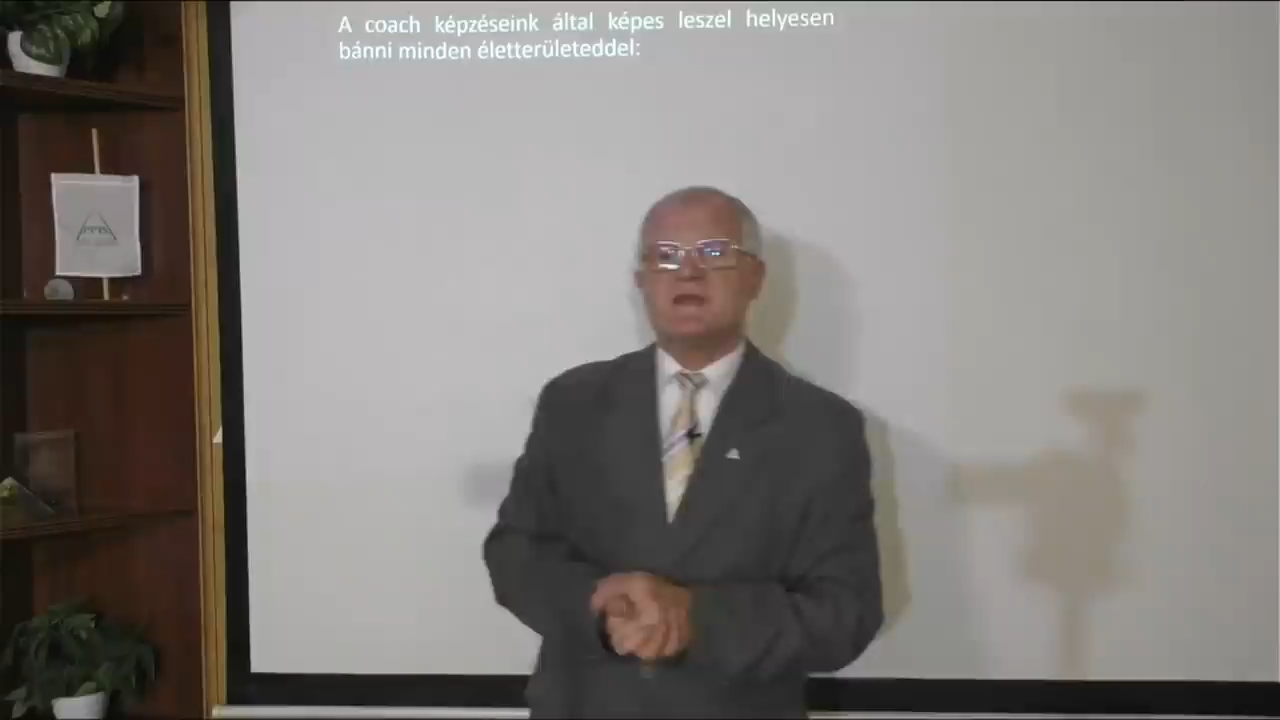 A coach képzéseink által képes leszel helyesen
bánni minden életterületeddel: